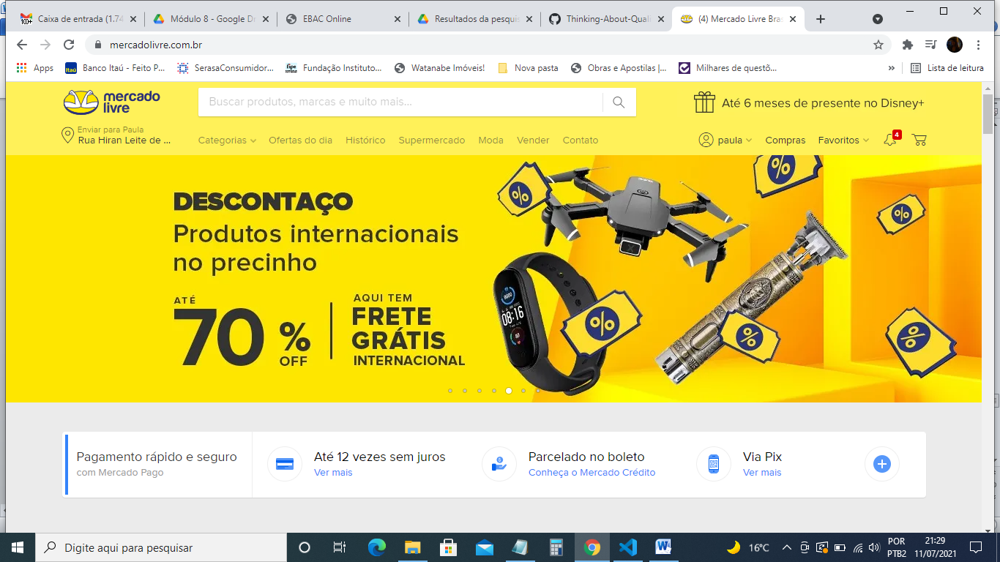 Caixa de entrada (1.74
100+
Módulo 8 - Google Dr
EBAC Online
Resultados da pesquis
Thinking-About-Quali
(4) Mercado Livre Bras
mercadolivre.com.br
Apps
Banco Itaú - Feito P...
SerasaConsumidor...
Fundação Instituto...
Watanabe Imóveis!
Nova pasta
Obras e Apostilas |...
Milhares de questõ...
»
Lista de leitura
mercado
livre
Buscar produtos, marcas e muito mais...
Até 6 meses de presente no Disney+
Enviar para Paula
Rua Hiran Leite de ...
Categorias
Ofertas do dia
Histórico
Supermercado
Moda
Vender
Contato
paula
Compras
Favoritos
4
DESCONTAÇO
Produtos internacionais
no precinho
ATÉ
70 %
OFF
AQUI TEM
FRETE
GRÁTIS
INTERNACIONAL
08:16
Pagamento rápido e seguro
com Mercado Pago
Até 12 vezes sem juros
Ver mais
Parcelado no boleto
Conheça o Mercado Crédito
Via Pix
Ver mais
Digite aqui para pesquisar
16°C
POR
PTB2
21:29
11/07/2021